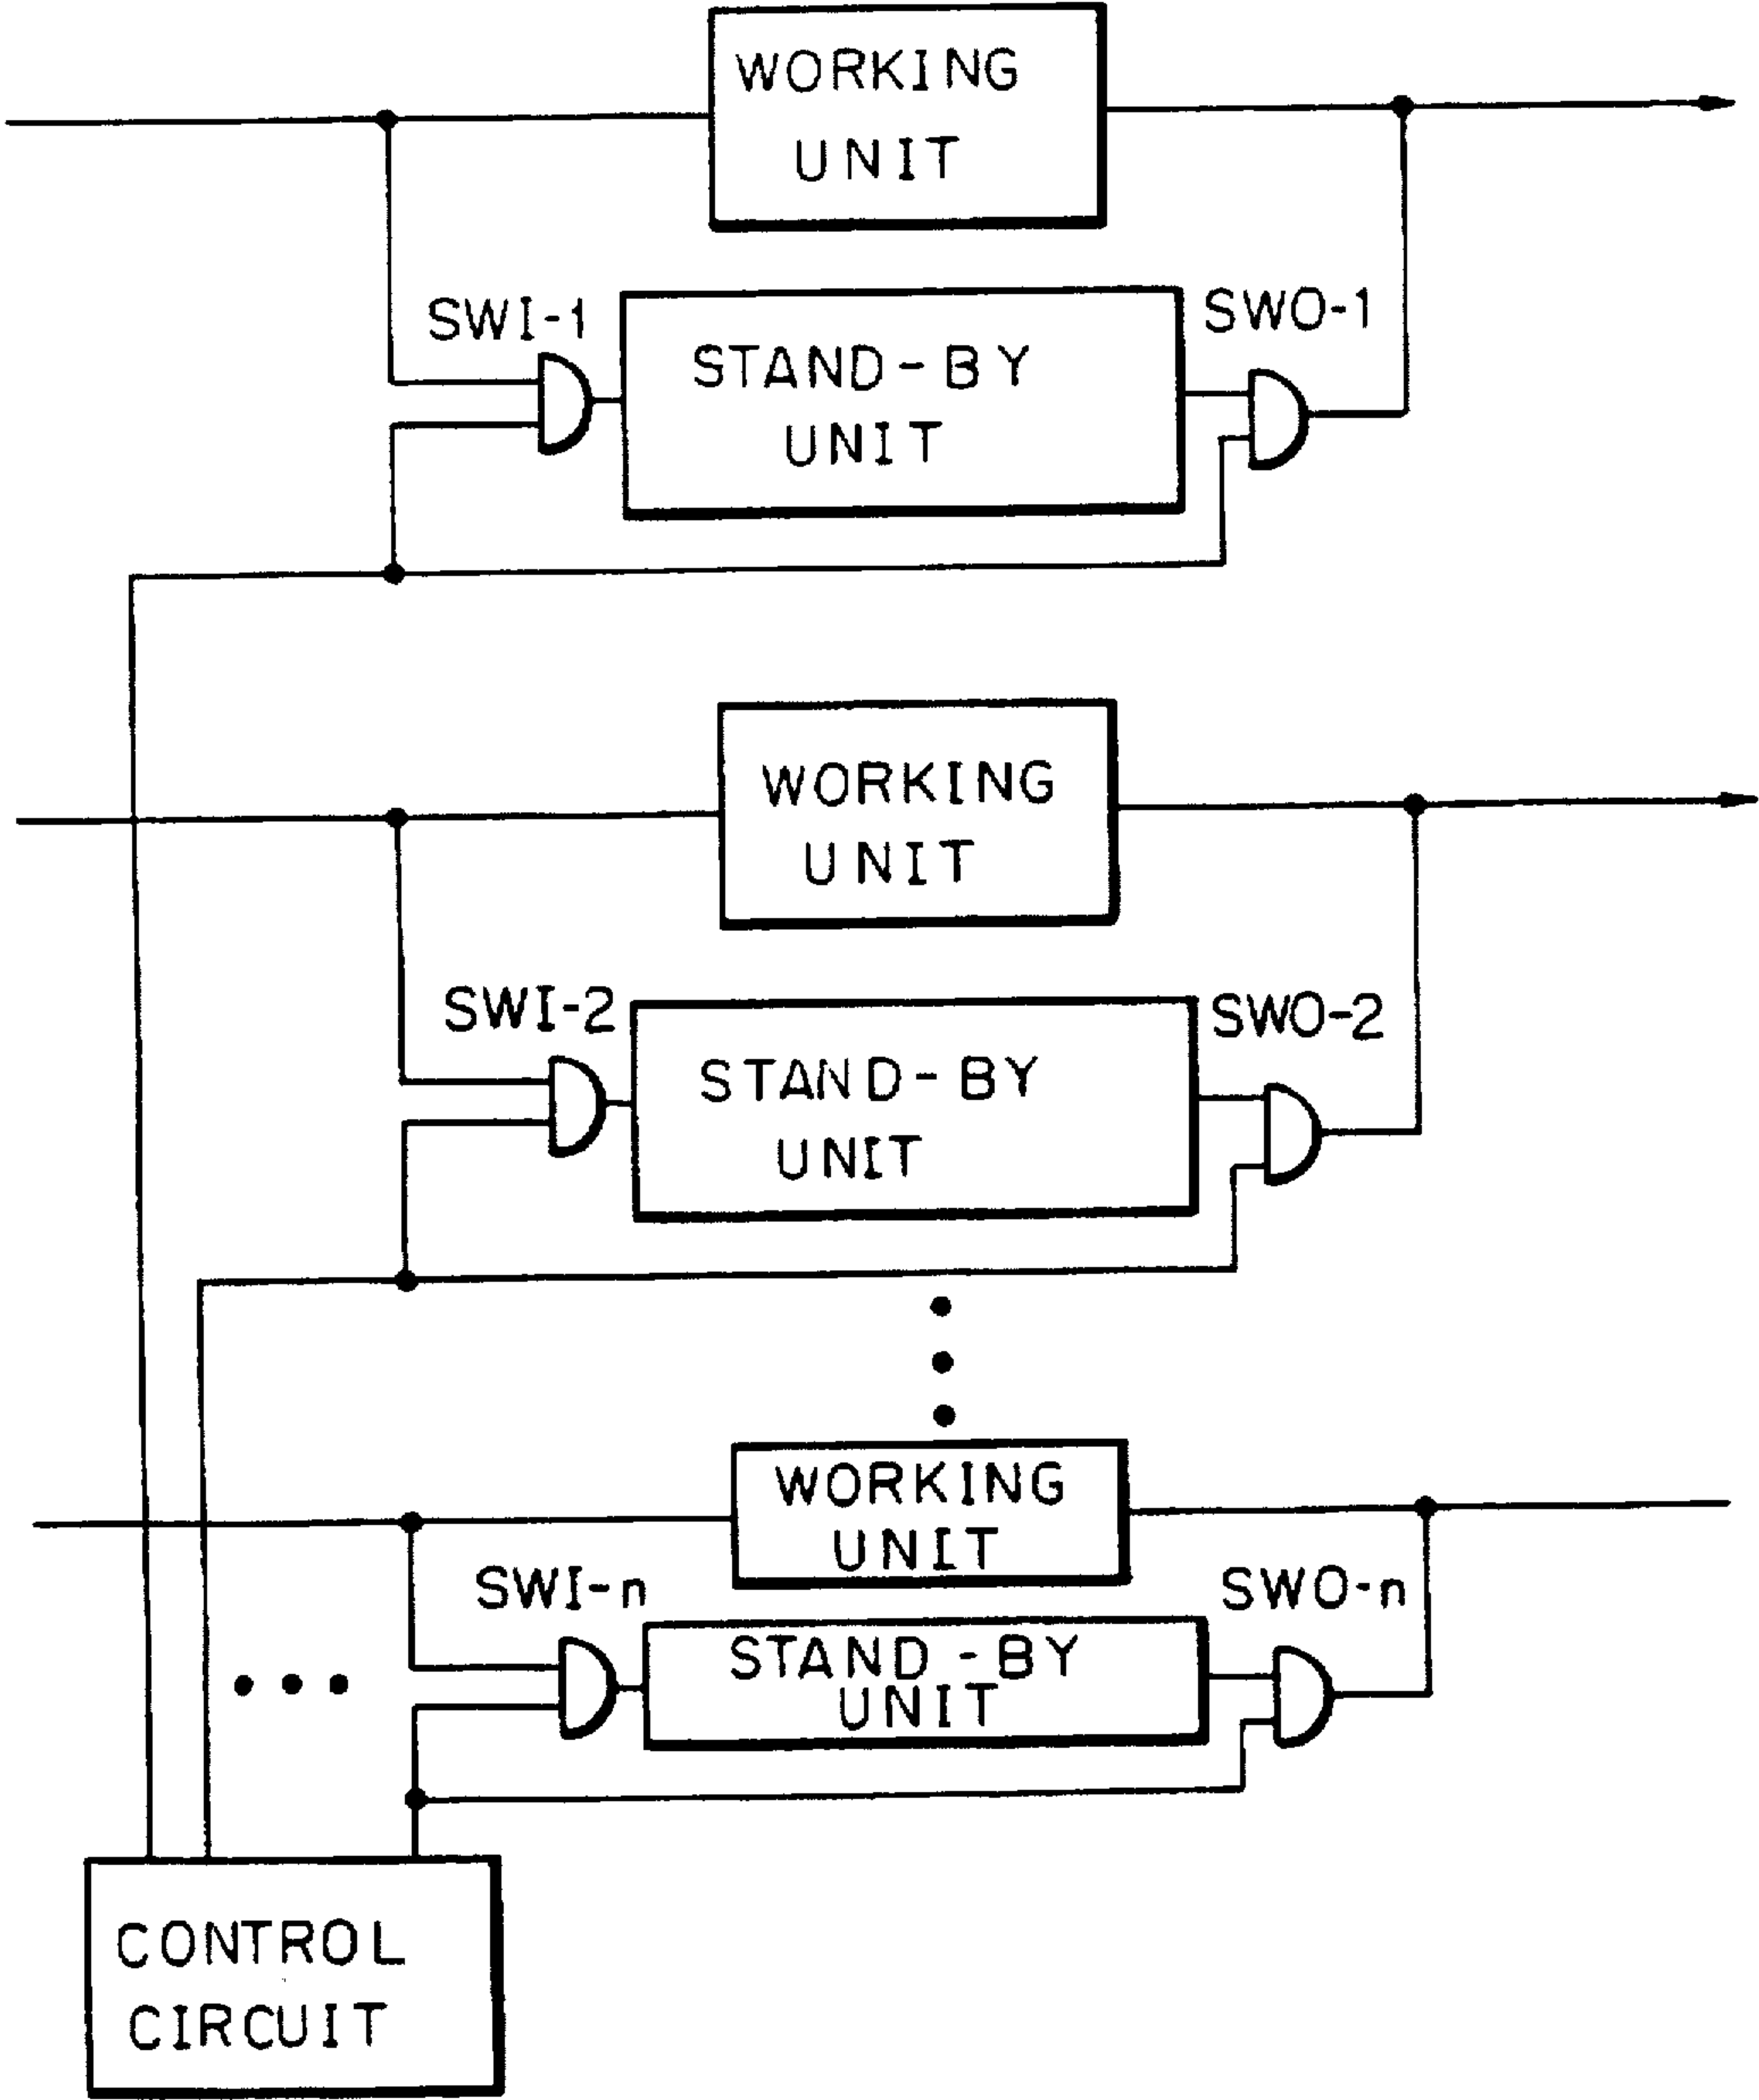 WORKING
UNIT
SWI-1
SWO-1
STAND-BY
UNIT
WORKING
UNIT
SWI-2
SWO-2
STAND-BY
UNIT
WORKING
UNIT
SWI-n
SWO-n
STAND-BY
UNIT
CONTROL
CIRCUIT